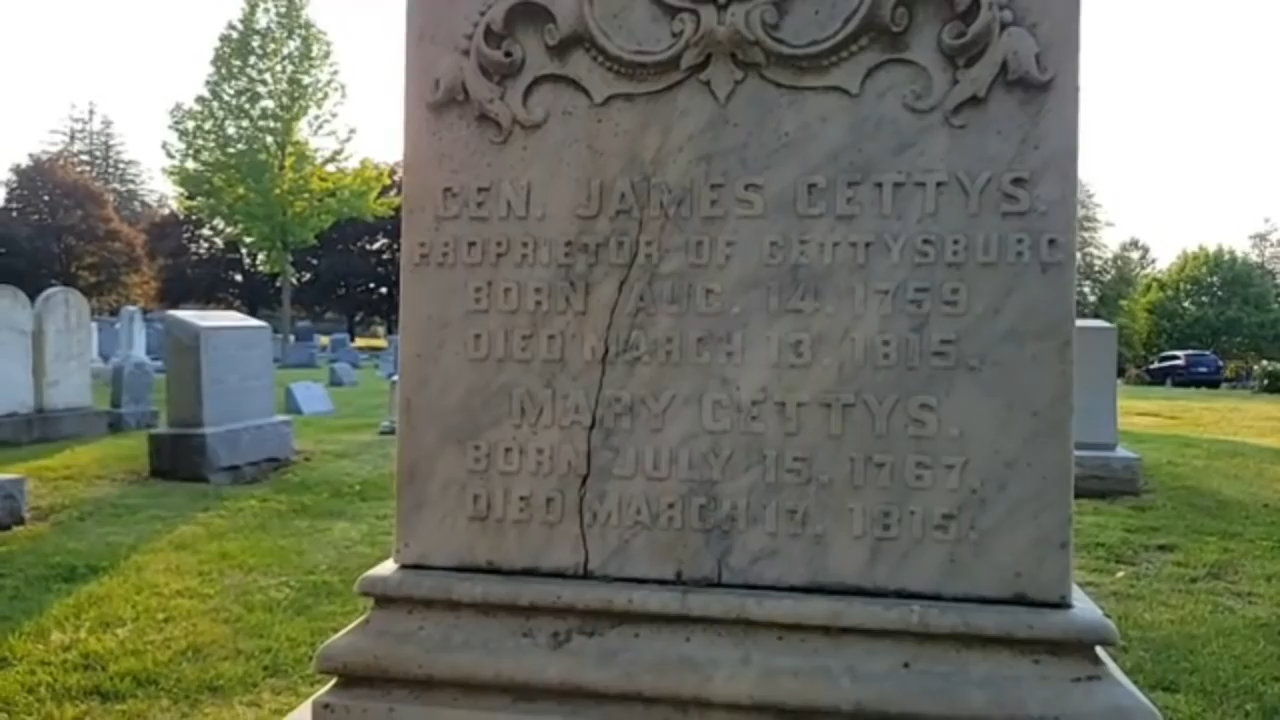 GEN. JAMES GETTYS.
PROPRIETOR OF GETTYSBURG
BORN AUG. 14. 1759.
DIED MARCH 13. 1815.
MARY GETTYS.
BORN JULY 15. 1767.
DIED MARCH 17. 1815.